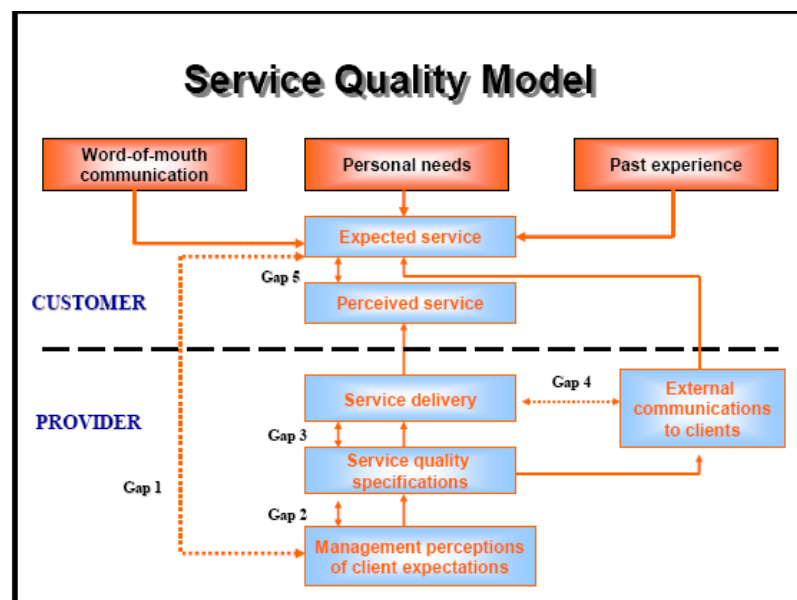 Service Quality Model
Word-of-mouth
communication
Personal needs
Past experience
Expected service
Gap 5
CUSTOMER
Perceived service
Gap 4
Service delivery
External
communications
to clients
PROVIDER
Gap 3
Service quality
specifications
Gap 1
Gap 2
Management perceptions
of client expectations